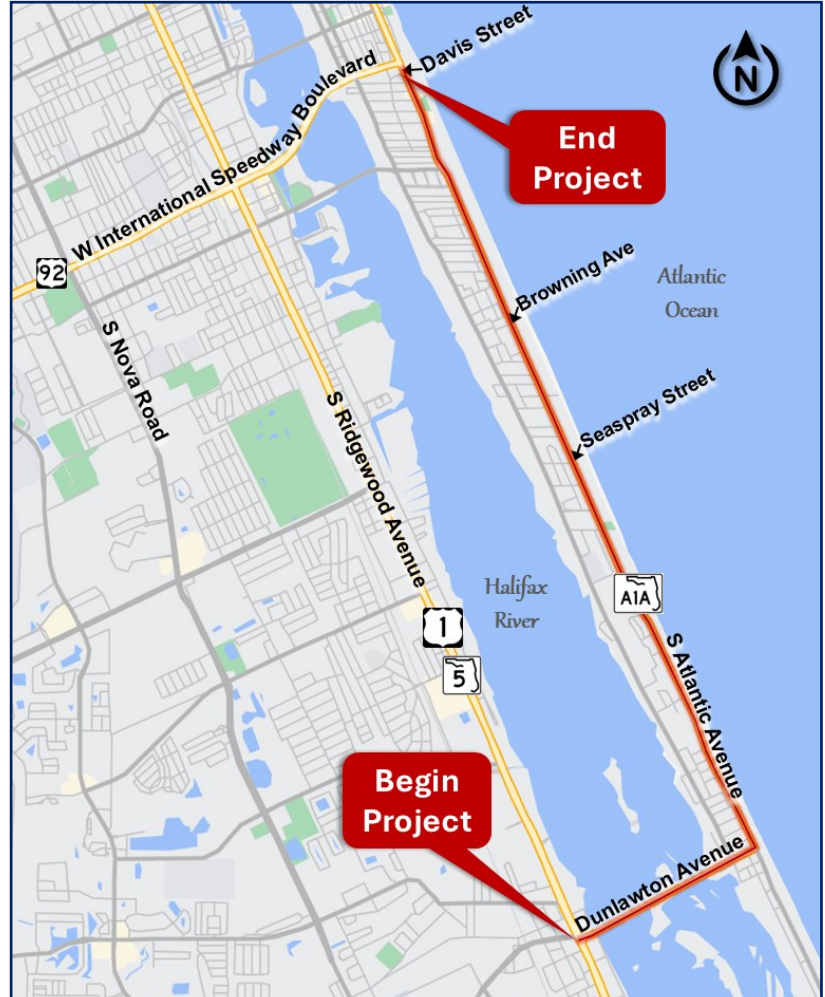 Davis Street
N
W International Speedway Boulevard
End
Project
92
Browning Ave
Atlantic
Ocean
S Nova Road
Seaspray Street
S Ridgewood Avenue
Halifax
River
A1A
1
5
S Atlantic Avenue
Begin
Project
Dunlawton Avenue